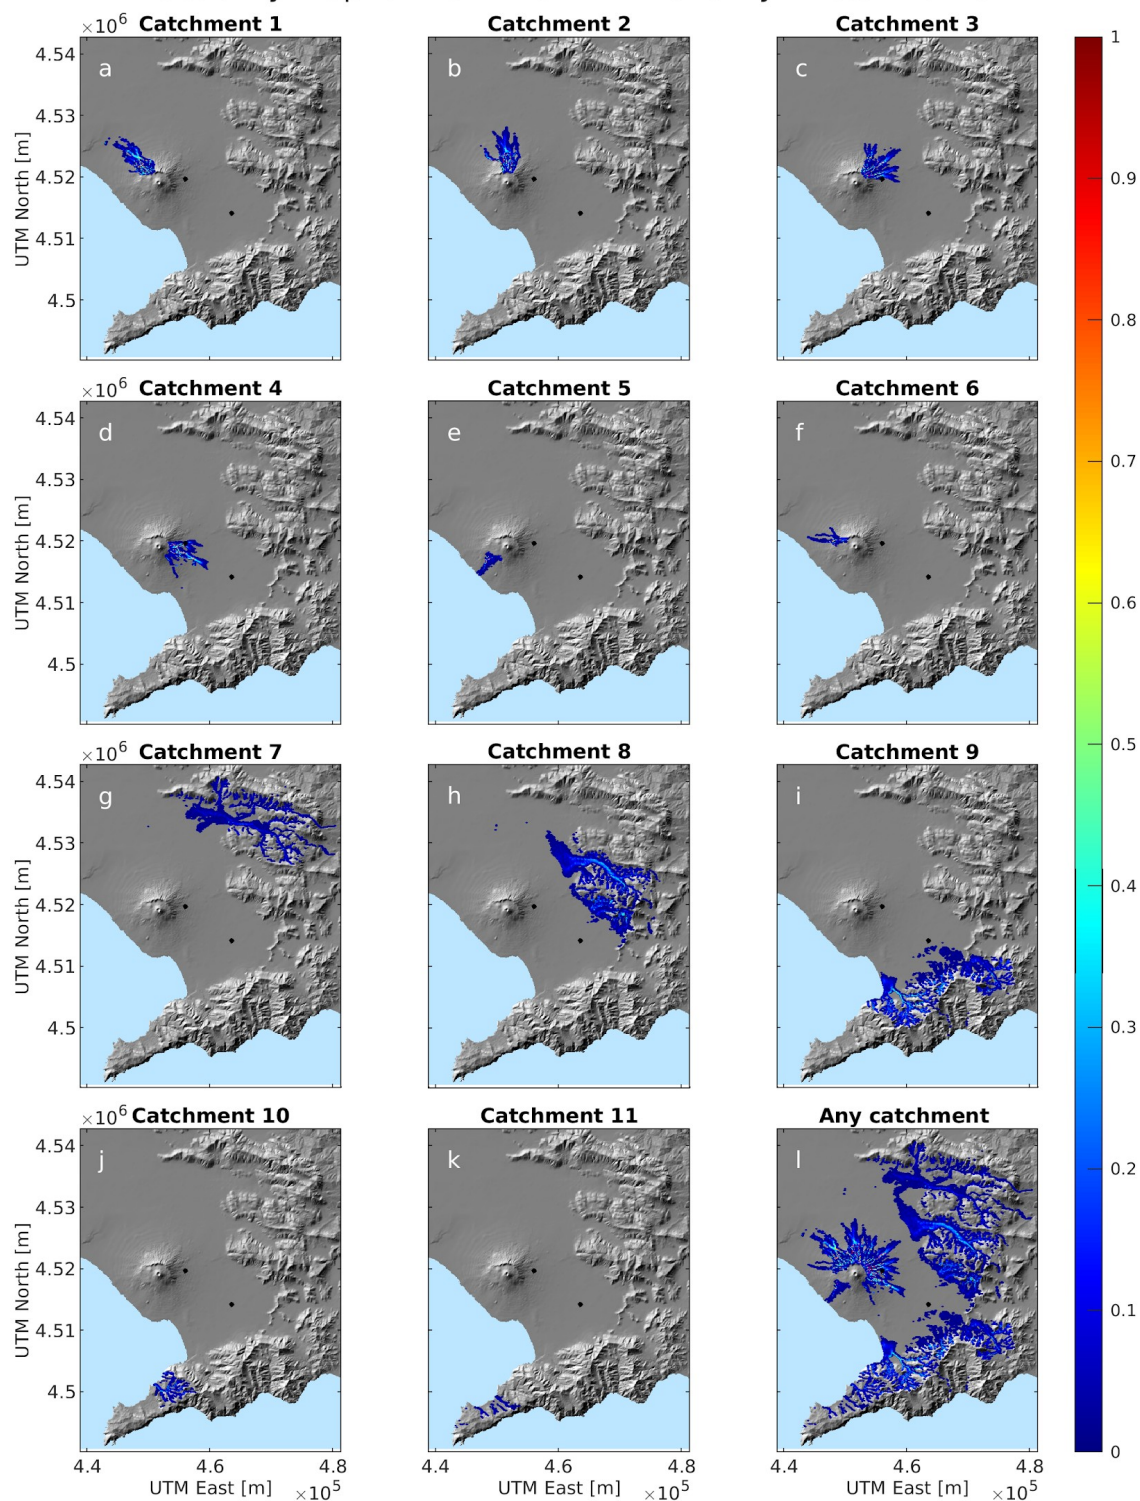 ×10⁶ Catchment 1 Catchment 2 Catchment 3
1
a b c
4.54
4.53
4.52
4.51
4.5
UTM North [m]
0.9
0.8
×10⁶ Catchment 4 Catchment 5 Catchment 6
d e f
4.54
4.53
4.52
4.51
4.5
UTM North [m]
0.7
0.6
×10⁶ Catchment 7 Catchment 8 Catchment 9
g h i
4.54
4.53
4.52
4.51
4.5
UTM North [m]
0.5
0.4
0.3
×10⁶ Catchment 10 Catchment 11 Any catchment
j k l
4.54
4.53
4.52
4.51
4.5
UTM North [m]
0.2
0.1
0
4.4 4.6 4.8 4.4 4.6 4.8 4.4 4.6 4.8
UTM East [m] ×10⁵ UTM East [m] ×10⁵ UTM East [m] ×10⁵